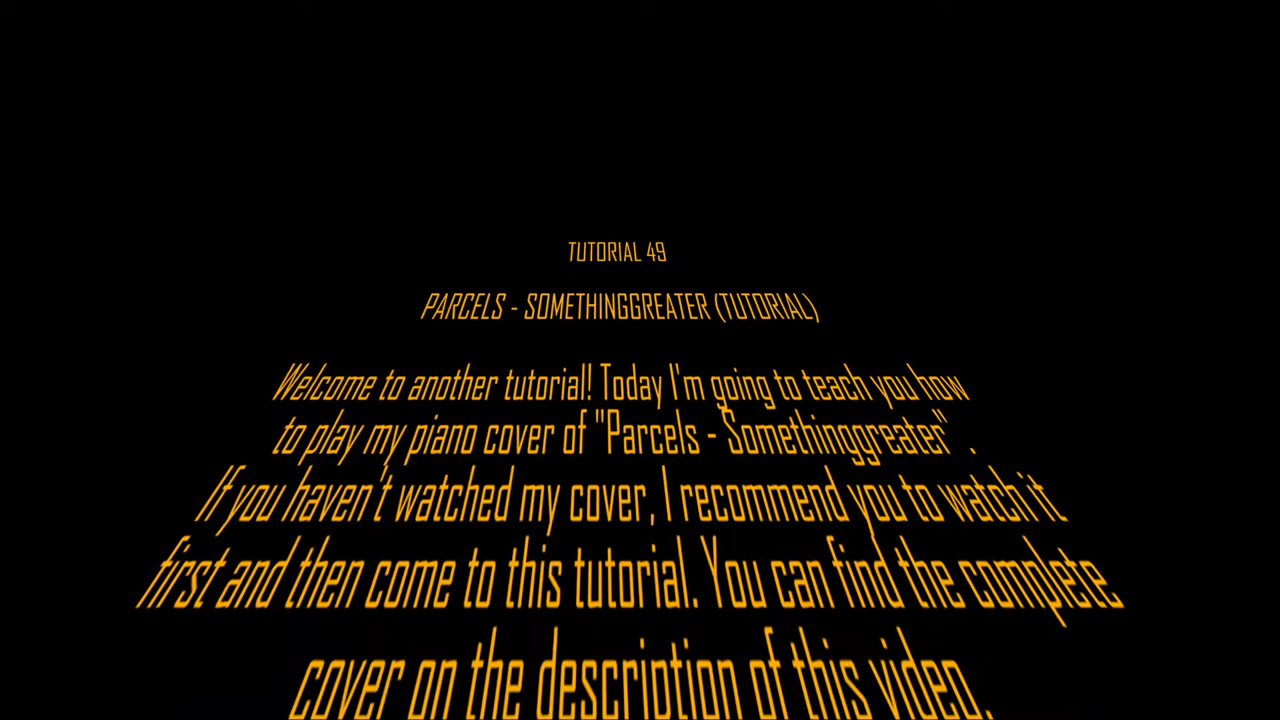 TUTORIAL 49
PARCELS - SOMETHINGGREATER (TUTORIAL)
Welcome to another tutorial! Today I'm going to teach you how
to play my piano cover of "Parcels - Somethinggreater" .
If you haven't watched my cover, I recommend you to watch it
first and then come to this tutorial. You can find the complete
cover on the description of this video.